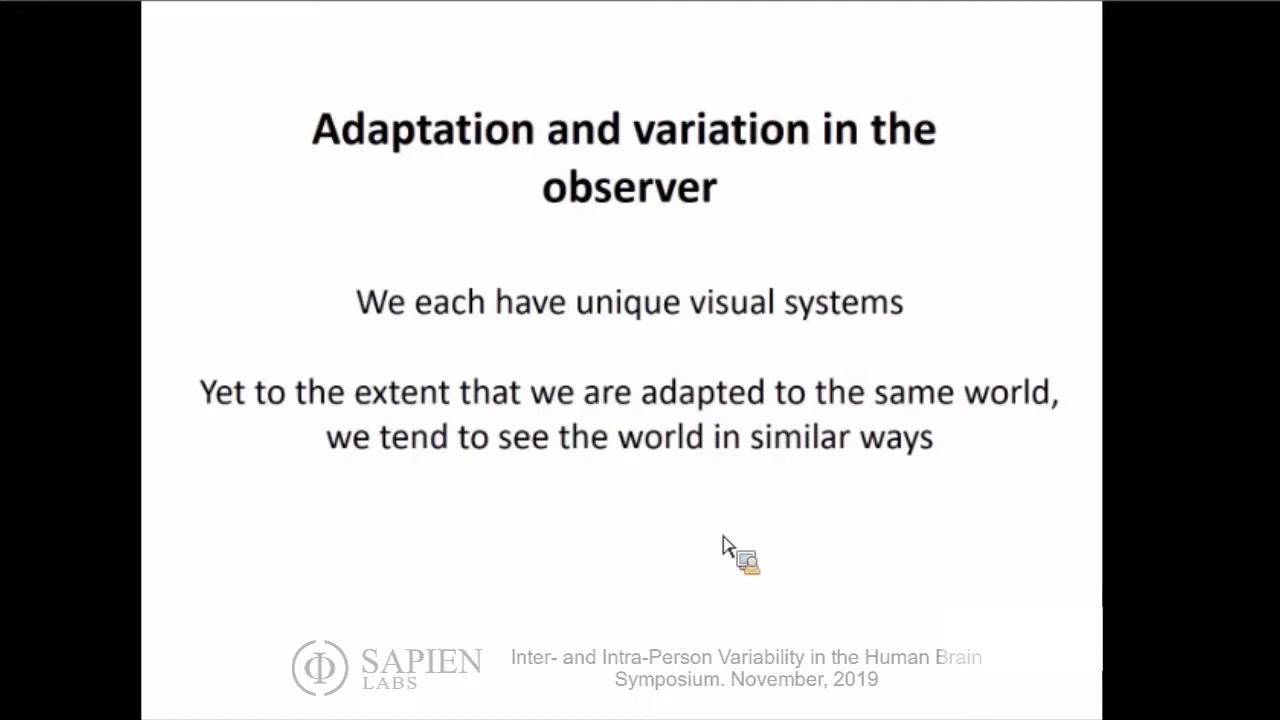 Adaptation and variation in the
observer
We each have unique visual systems
Yet to the extent that we are adapted to the same world,
we tend to see the world in similar ways
SAPIEN
LABS
Inter- and Intra-Person Variability in the Human Brain
Symposium. November, 2019